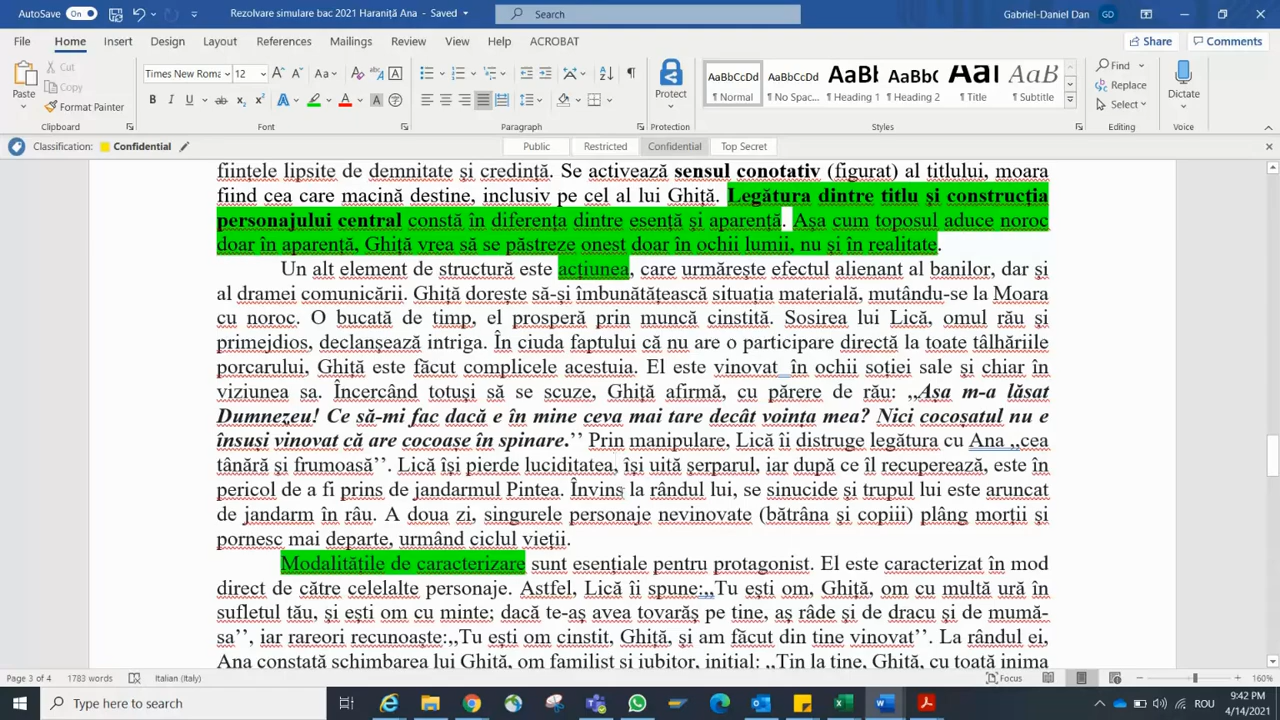 AutoSave On Rezolvare simulare bac 2021 Haraniță Ana - Saved Search Gabriel-Daniel Dan GD
File Home Insert Design Layout References Mailings Review View Help ACROBAT Share Comments
Cut
Copy
Format Painter
Paste
Times New Roma 12
AaBbCcDd AaBbCcDd AaBb( AaBbCc AaB AaB
¶ Normal ¶ No Spac... Heading 1 Heading 2 Title Subtitle
Protect
Find
Replace
Select
Dictate
Clipboard Font Paragraph Protection Styles Editing Voice
Classification: Confidential Public Restricted Confidential Top Secret
ființele lipsite de demnitate și credință. Se activează sensul conotativ (figurat) al titlului, moara
fiind cea care macină destine, inclusiv pe cel al lui Ghiță. Legătura dintre titlu și construcția
personajului central constă în diferența dintre esență și aparență. Așa cum toposul aduce noroc
doar în aparență, Ghiță vrea să se păstreze onest doar în ochii lumii, nu și în realitate.
Un alt element de structură este acțiunea, care urmărește efectul alienant al banilor, dar și
al dramei comunicării. Ghiță dorește să-și îmbunătățească situația materială, mutându-se la Moara
cu noroc. O bucată de timp, el prosperă prin muncă cinstită. Sosirea lui Lică, omul rău și
primejdios, declanșează intriga. În ciuda faptului că nu are o participare directă la toate tâlhăriile
porcarului, Ghiță este făcut complicele acestuia. El este vinovat în ochii soției sale și chiar în
viziunea sa. Încercând totuși să se scuze, Ghiță afirmă, cu părere de rău: ,,Așa m-a lăsat
Dumnezeu! Ce să-mi fac dacă e în mine ceva mai tare decât voința mea? Nici cocoșatul nu e
însuși vinovat că are cocoașe în spinare.’’ Prin manipulare, Lică îi distruge legătura cu Ana ,,cea
tânără și frumoasă’’. Lică își pierde luciditatea, își uită șerparul, iar după ce îl recuperează, este în
pericol de a fi prins de jandarmul Pintea. Învins la rândul lui, se sinucide și trupul lui este aruncat
de jandarm în râu. A doua zi, singurele personaje nevinovate (bătrâna și copiii) plâng morții și
pornesc mai departe, urmând ciclul vieții.
Modalitățile de caracterizare sunt esențiale pentru protagonist. El este caracterizat în mod
direct de către celelalte personaje. Astfel, Lică îi spune:,,Tu ești om, Ghiță, om cu multă ură în
sufletul tău, și ești om cu minte; dacă te-aș avea tovarăș pe tine, aș râde și de dracu și de mumă-
sa’’, iar rareori recunoaște:,,Tu ești om cinstit, Ghiță, și am făcut din tine vinovat’’. La rândul ei,
Ana constată schimbarea lui Ghiță, om familist și iubitor, inițial: ,,Țin la tine, Ghiță, cu toată inima
Page 3 of 4 1783 words Italian (Italy) Focus 160%
Type here to search ROU 9:42 PM 4/14/2021